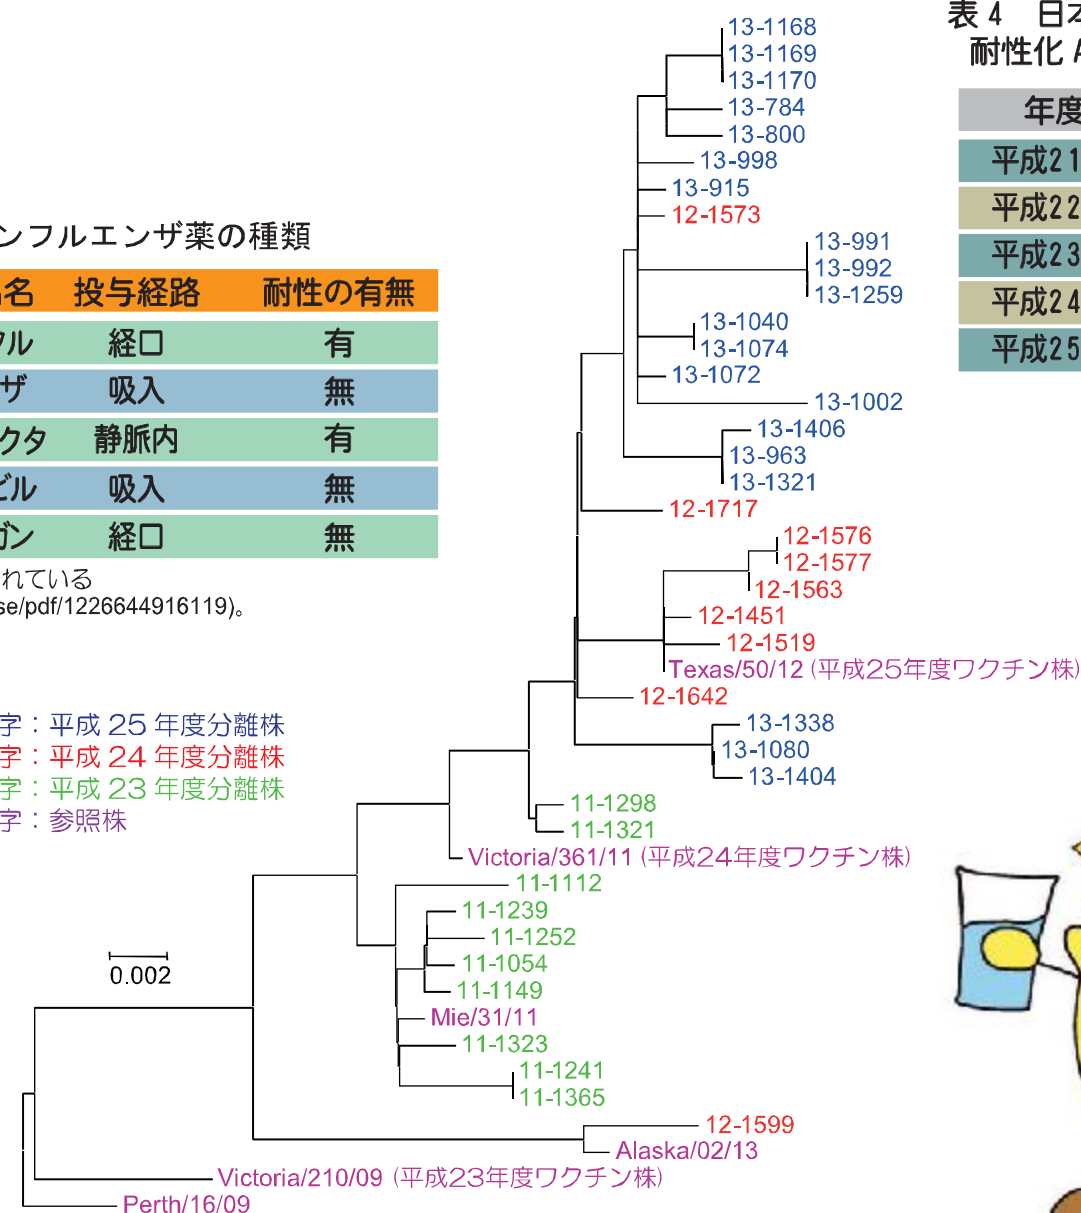 ンフルエンザ薬の種類
名 投与経路 耐性の有無
フル 経口 有
ザ 吸入 無
クタ 静脈内 有
ビル 吸入 無
ガン 経口 無
れている
se/pdf/1226644916119)。
字：平成 25 年度分離株
字：平成 24 年度分離株
字：平成 23 年度分離株
字：参照株
0.002
13-1168
13-1169
13-1170
13-784
13-800
13-998
13-915
12-1573
13-991
13-992
13-1259
13-1040
13-1074
13-1072
13-1002
13-1406
13-963
13-1321
12-1717
12-1576
12-1577
12-1563
12-1451
12-1519
Texas/50/12 (平成25年度ワクチン株)
12-1642
13-1338
13-1080
13-1404
11-1298
11-1321
Victoria/361/11 (平成24年度ワクチン株)
11-1112
11-1239
11-1252
11-1054
11-1149
Mie/31/11
11-1323
11-1241
11-1365
12-1599
Alaska/02/13
Victoria/210/09 (平成23年度ワクチン株)
Perth/16/09
表 4 日本
耐性化 A
年度
平成21
平成22
平成23
平成24
平成25